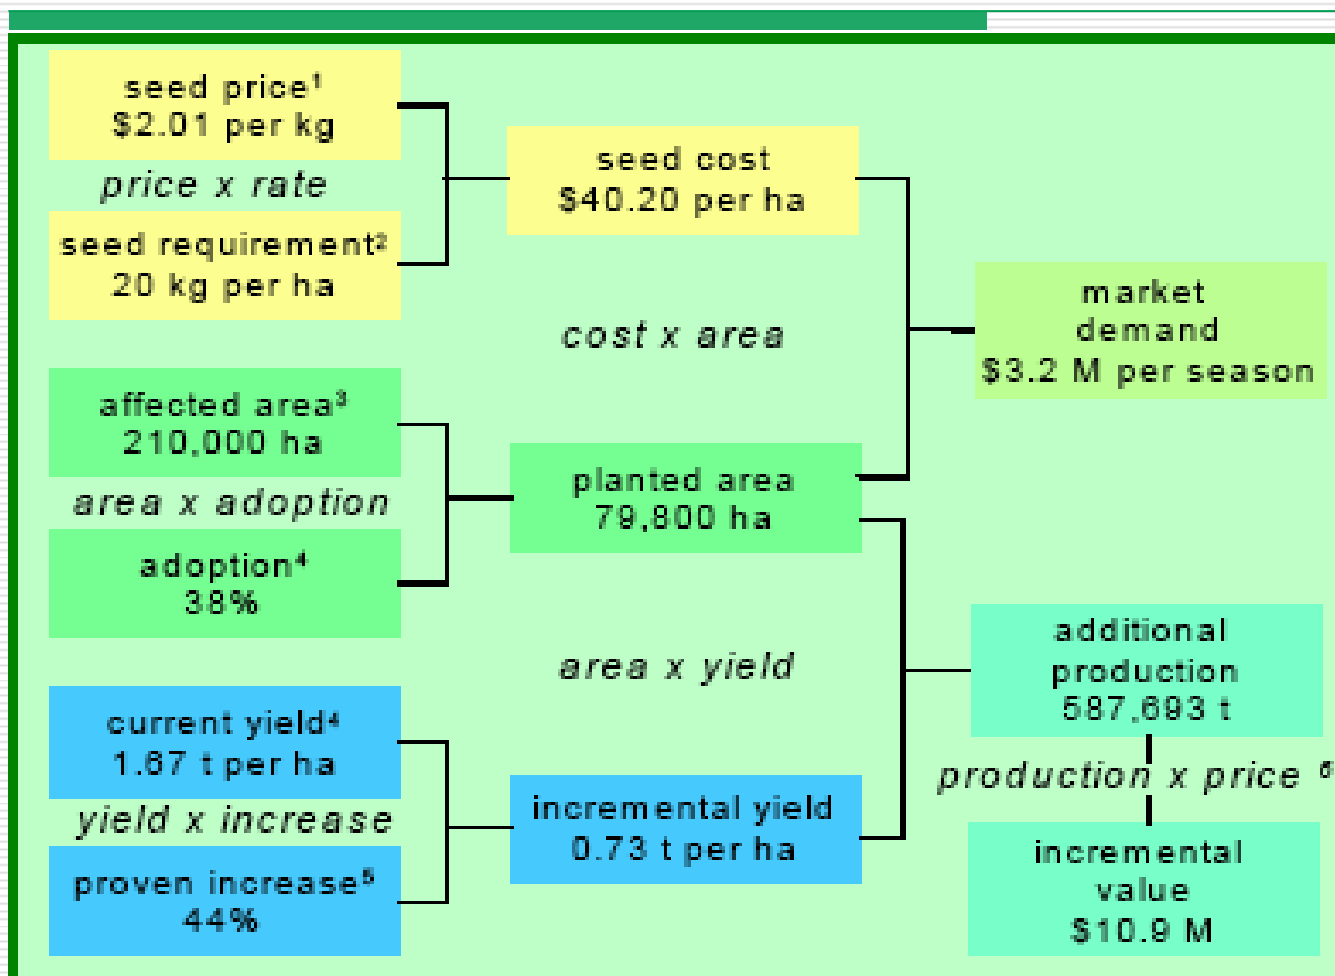 seed price¹
$2.01 per kg
price x rate
seed requirement²
20 kg per ha
seed cost
$40.20 per ha
cost x area
market
demand
$3.2 M per season
affected area³
210,000 ha
area x adoption
adoption⁴
38%
planted area
79,800 ha
area x yield
current yield⁴
1.67 t per ha
yield x increase
proven increase⁵
44%
incremental yield
0.73 t per ha
additional
production
587,693 t
production x price ⁶
incremental
value
$10.9 M